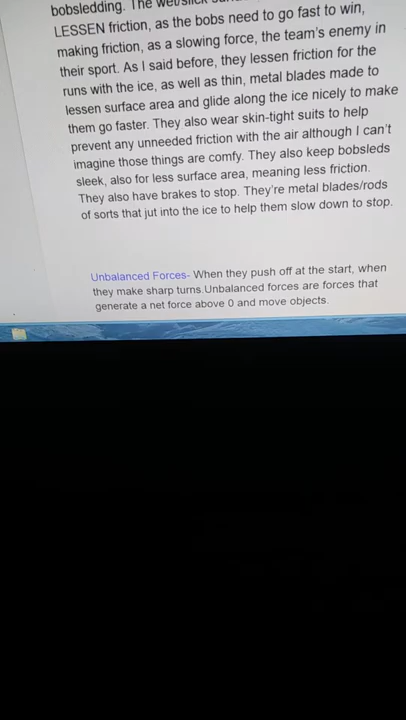 bobsledding. The wet/slick
LESSEN friction, as the bobs need to go fast to win,
making friction, as a slowing force, the team's enemy in
their sport. As I said before, they lessen friction for the
runs with the ice, as well as thin, metal blades made to
lessen surface area and glide along the ice nicely to make
them go faster. They also wear skin-tight suits to help
prevent any unneeded friction with the air although I can't
imagine those things are comfy. They also keep bobsleds
sleek, also for less surface area, meaning less friction.
They also have brakes to stop. They're metal blades/rods
of sorts that jut into the ice to help them slow down to stop.
Unbalanced Forces- When they push off at the start, when
they make sharp turns.Unbalanced forces are forces that
generate a net force above 0 and move objects.